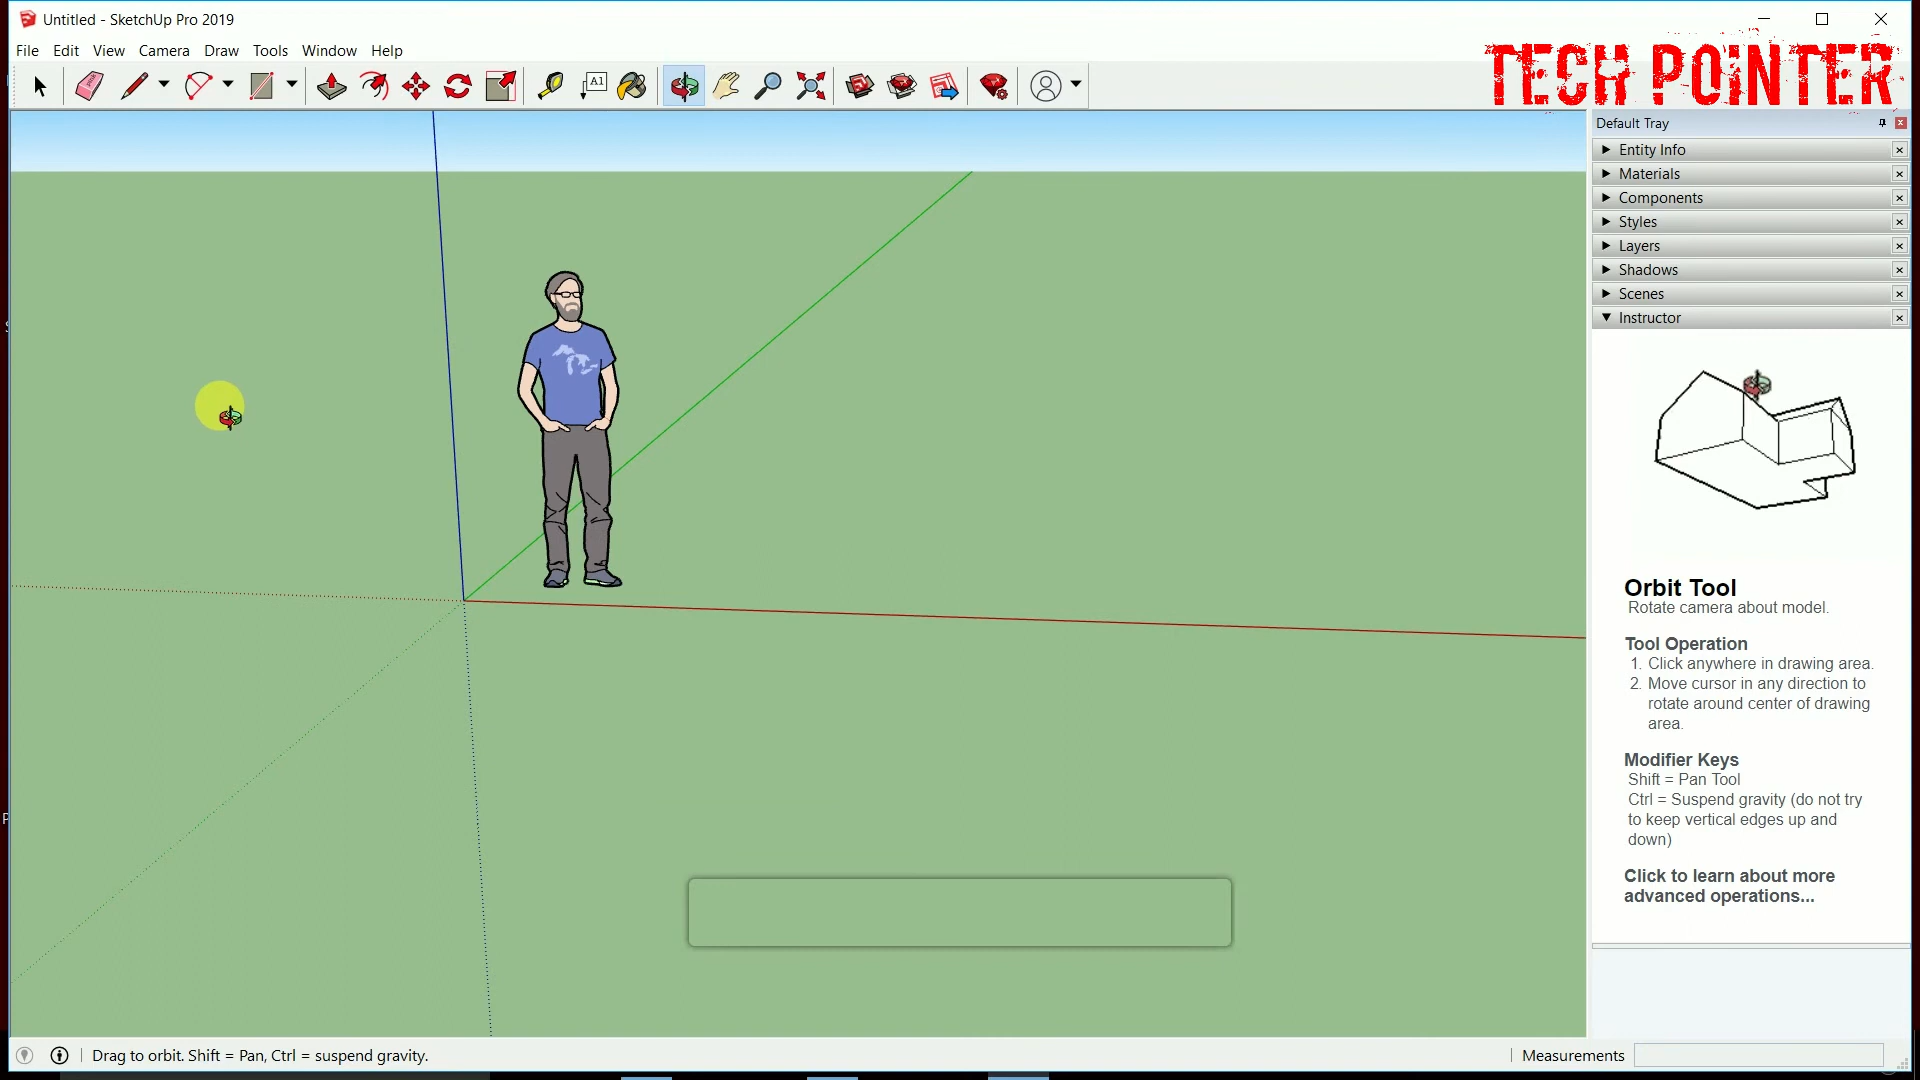 Untitled - SketchUp Pro 2019
File Edit View Camera Draw Tools Window Help
TECH POINTER
A1
Default Tray
Entity Info
Materials
Components
Styles
Layers
Shadows
Scenes
Instructor
Orbit Tool
Rotate camera about model.
Tool Operation
1. Click anywhere in drawing area.
2. Move cursor in any direction to
rotate around center of drawing
area.
Modifier Keys
Shift = Pan Tool
Ctrl = Suspend gravity (do not try
to keep vertical edges up and
down)
Click to learn about more
advanced operations...
Drag to orbit. Shift = Pan, Ctrl = suspend gravity.
Measurements